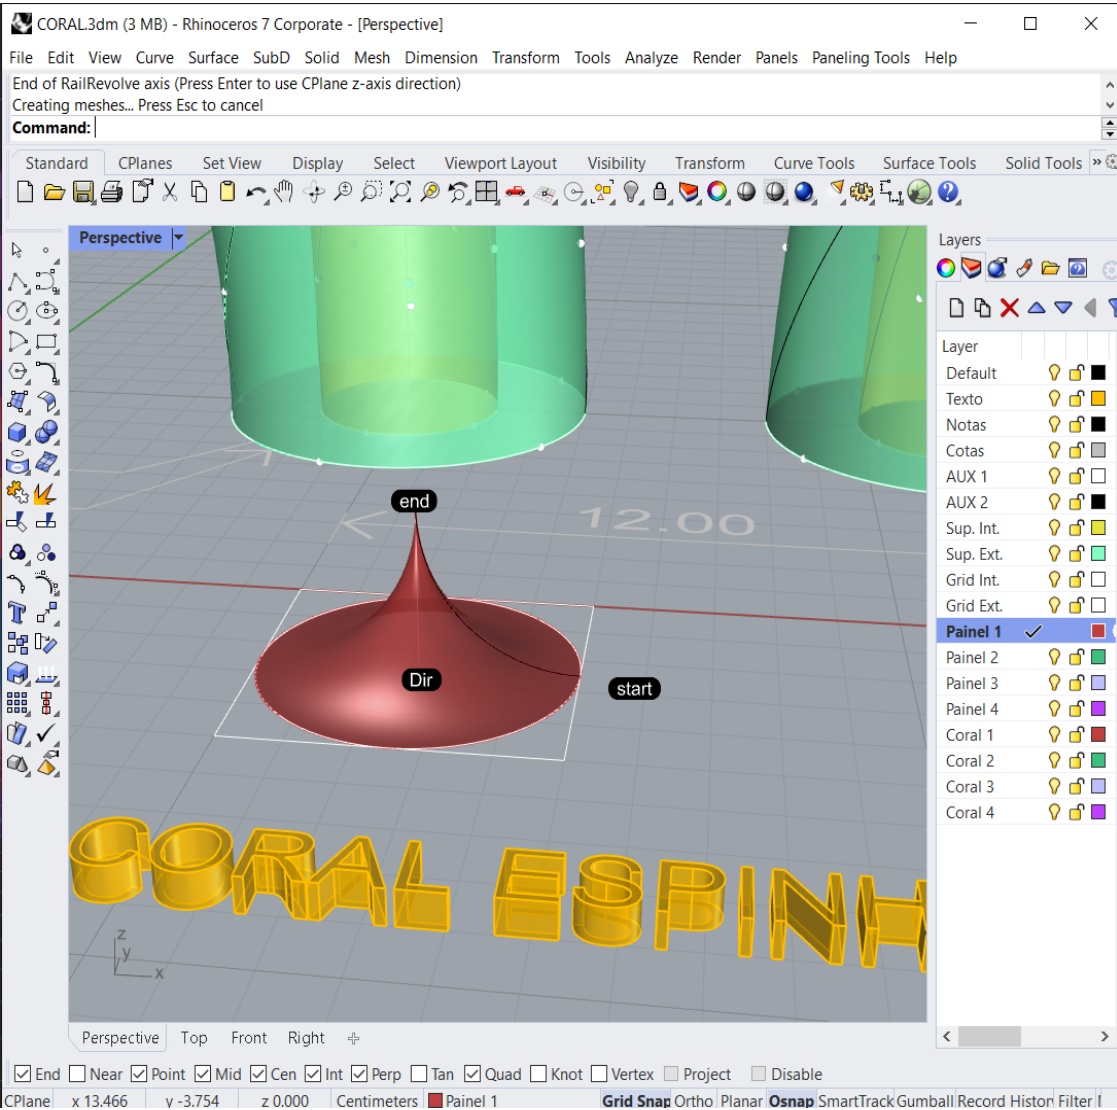 CORAL.3dm (3 MB) - Rhinoceros 7 Corporate - [Perspective]
File Edit View Curve Surface SubD Solid Mesh Dimension Transform Tools Analyze Render Panels Paneling Tools Help
End of RailRevolve axis (Press Enter to use CPlane z-axis direction)
Creating meshes... Press Esc to cancel
Command:
Standard CPlanes Set View Display Select Viewport Layout Visibility Transform Curve Tools Surface Tools Solid Tools »
Perspective
Layers
Layer
Default
Texto
Notas
Cotas
AUX 1
AUX 2
Sup. Int.
Sup. Ext.
Grid Int.
Grid Ext.
Painel 1
Painel 2
Painel 3
Painel 4
Coral 1
Coral 2
Coral 3
Coral 4
end
12.00
Dir
start
CORAL ESPINH
z
y
x
Perspective Top Front Right
End Near Point Mid Cen Int Perp Tan Quad Knot Vertex Project Disable
CPlane x 13.466 y -3.754 z 0.000 Centimeters Painel 1 Grid Snap Ortho Planar Osnap SmartTrack Gumball Record History Filter